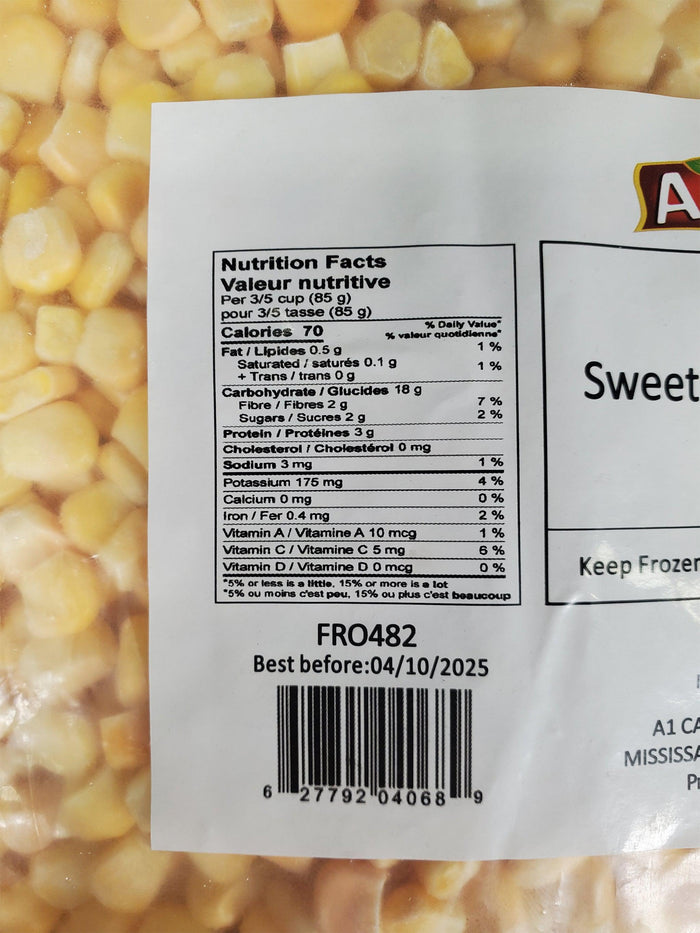 A
Nutrition Facts
Valeur nutritive
Per 3/5 cup (85 g)
pour 3/5 tasse (85 g)
Calories 70
% Daily Value*
% valeur quotidienne*
Fat / Lipides 0.5 g 1 %
Saturated / saturés 0.1 g 1 %
+ Trans / trans 0 g
Carbohydrate / Glucides 18 g
Fibre / Fibres 2 g 7 %
Sugars / Sucres 2 g 2 %
Protein / Protéines 3 g
Cholesterol / Cholestérol 0 mg
Sodium 3 mg 1 %
Potassium 175 mg 4 %
Calcium 0 mg 0 %
Iron / Fer 0.4 mg 2 %
Vitamin A / Vitamine A 10 mcg 1 %
Vitamin C / Vitamine C 5 mg 6 %
Vitamin D / Vitamine D 0 mcg 0 %
*5% or less is a little, 15% or more is a lot
*5% ou moins c'est peu, 15% ou plus c'est beaucoup
Sweet
Keep Frozen
FRO482
Best before:04/10/2025
6 27792 04068 9
A1 CA
MISSISSA
Pr